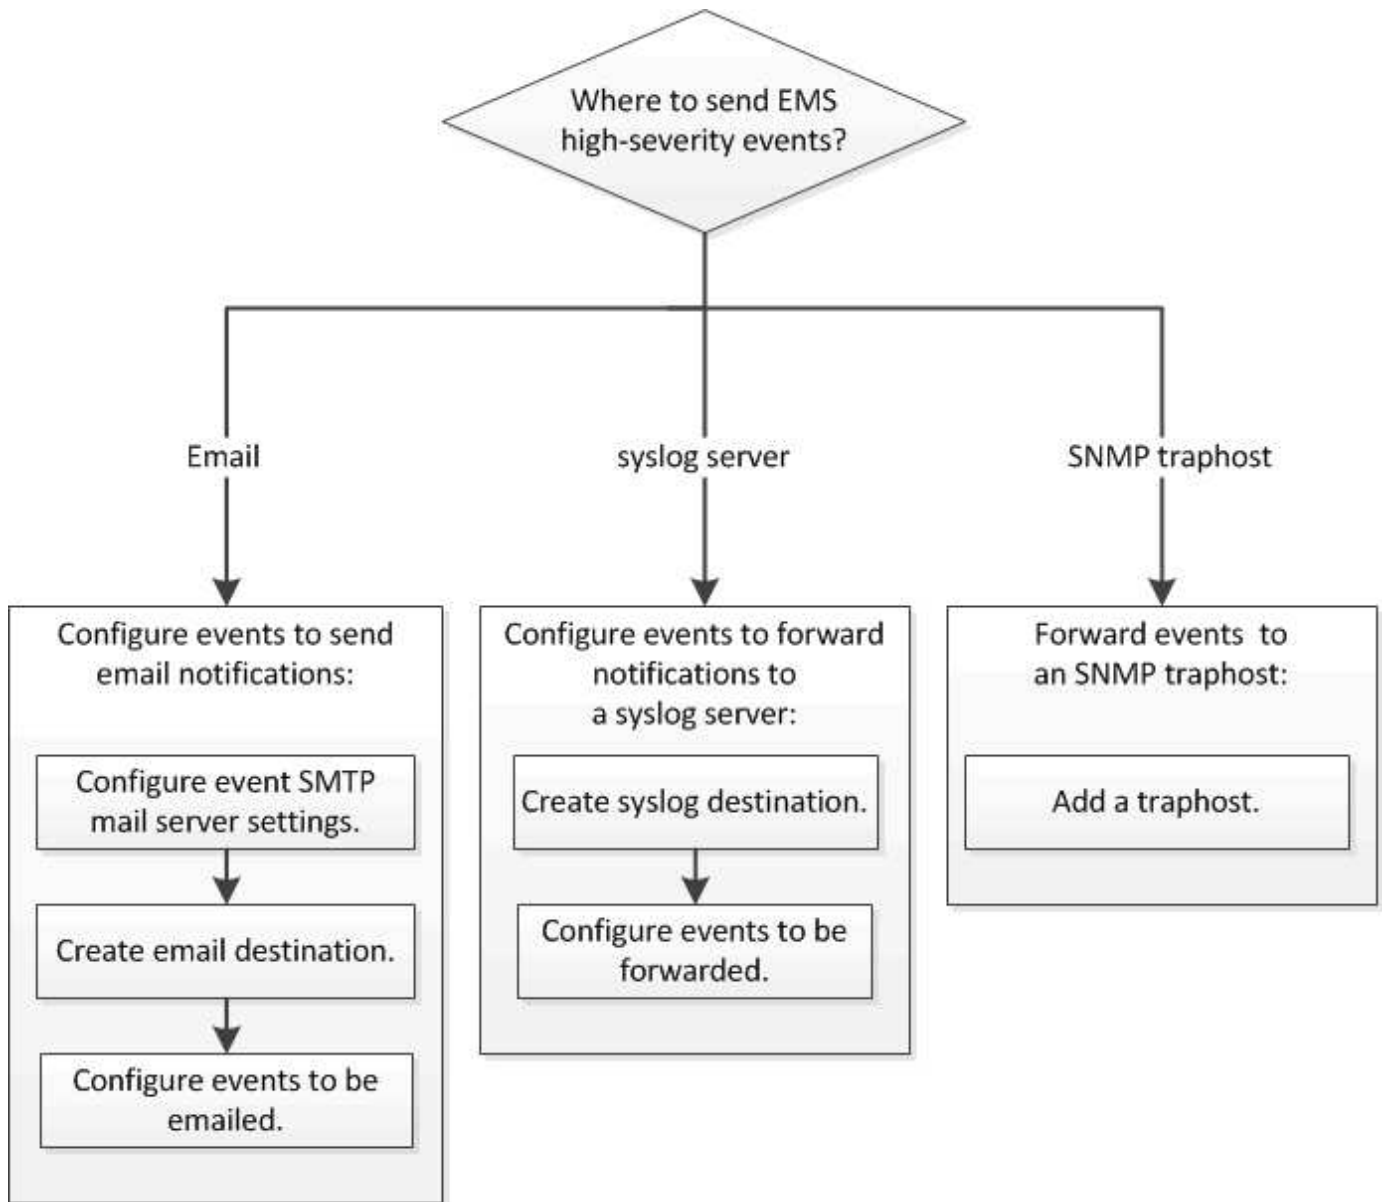 Where to send EMS
high-severity events?
Email
syslog server
SNMP traphost
Configure events to send
email notifications:
Configure event SMTP
mail server settings.
Create email destination.
Configure events to be
emailed.
Configure events to forward
notifications to
a syslog server:
Create syslog destination.
Configure events to be
forwarded.
Forward events to
an SNMP traphost:
Add a traphost.